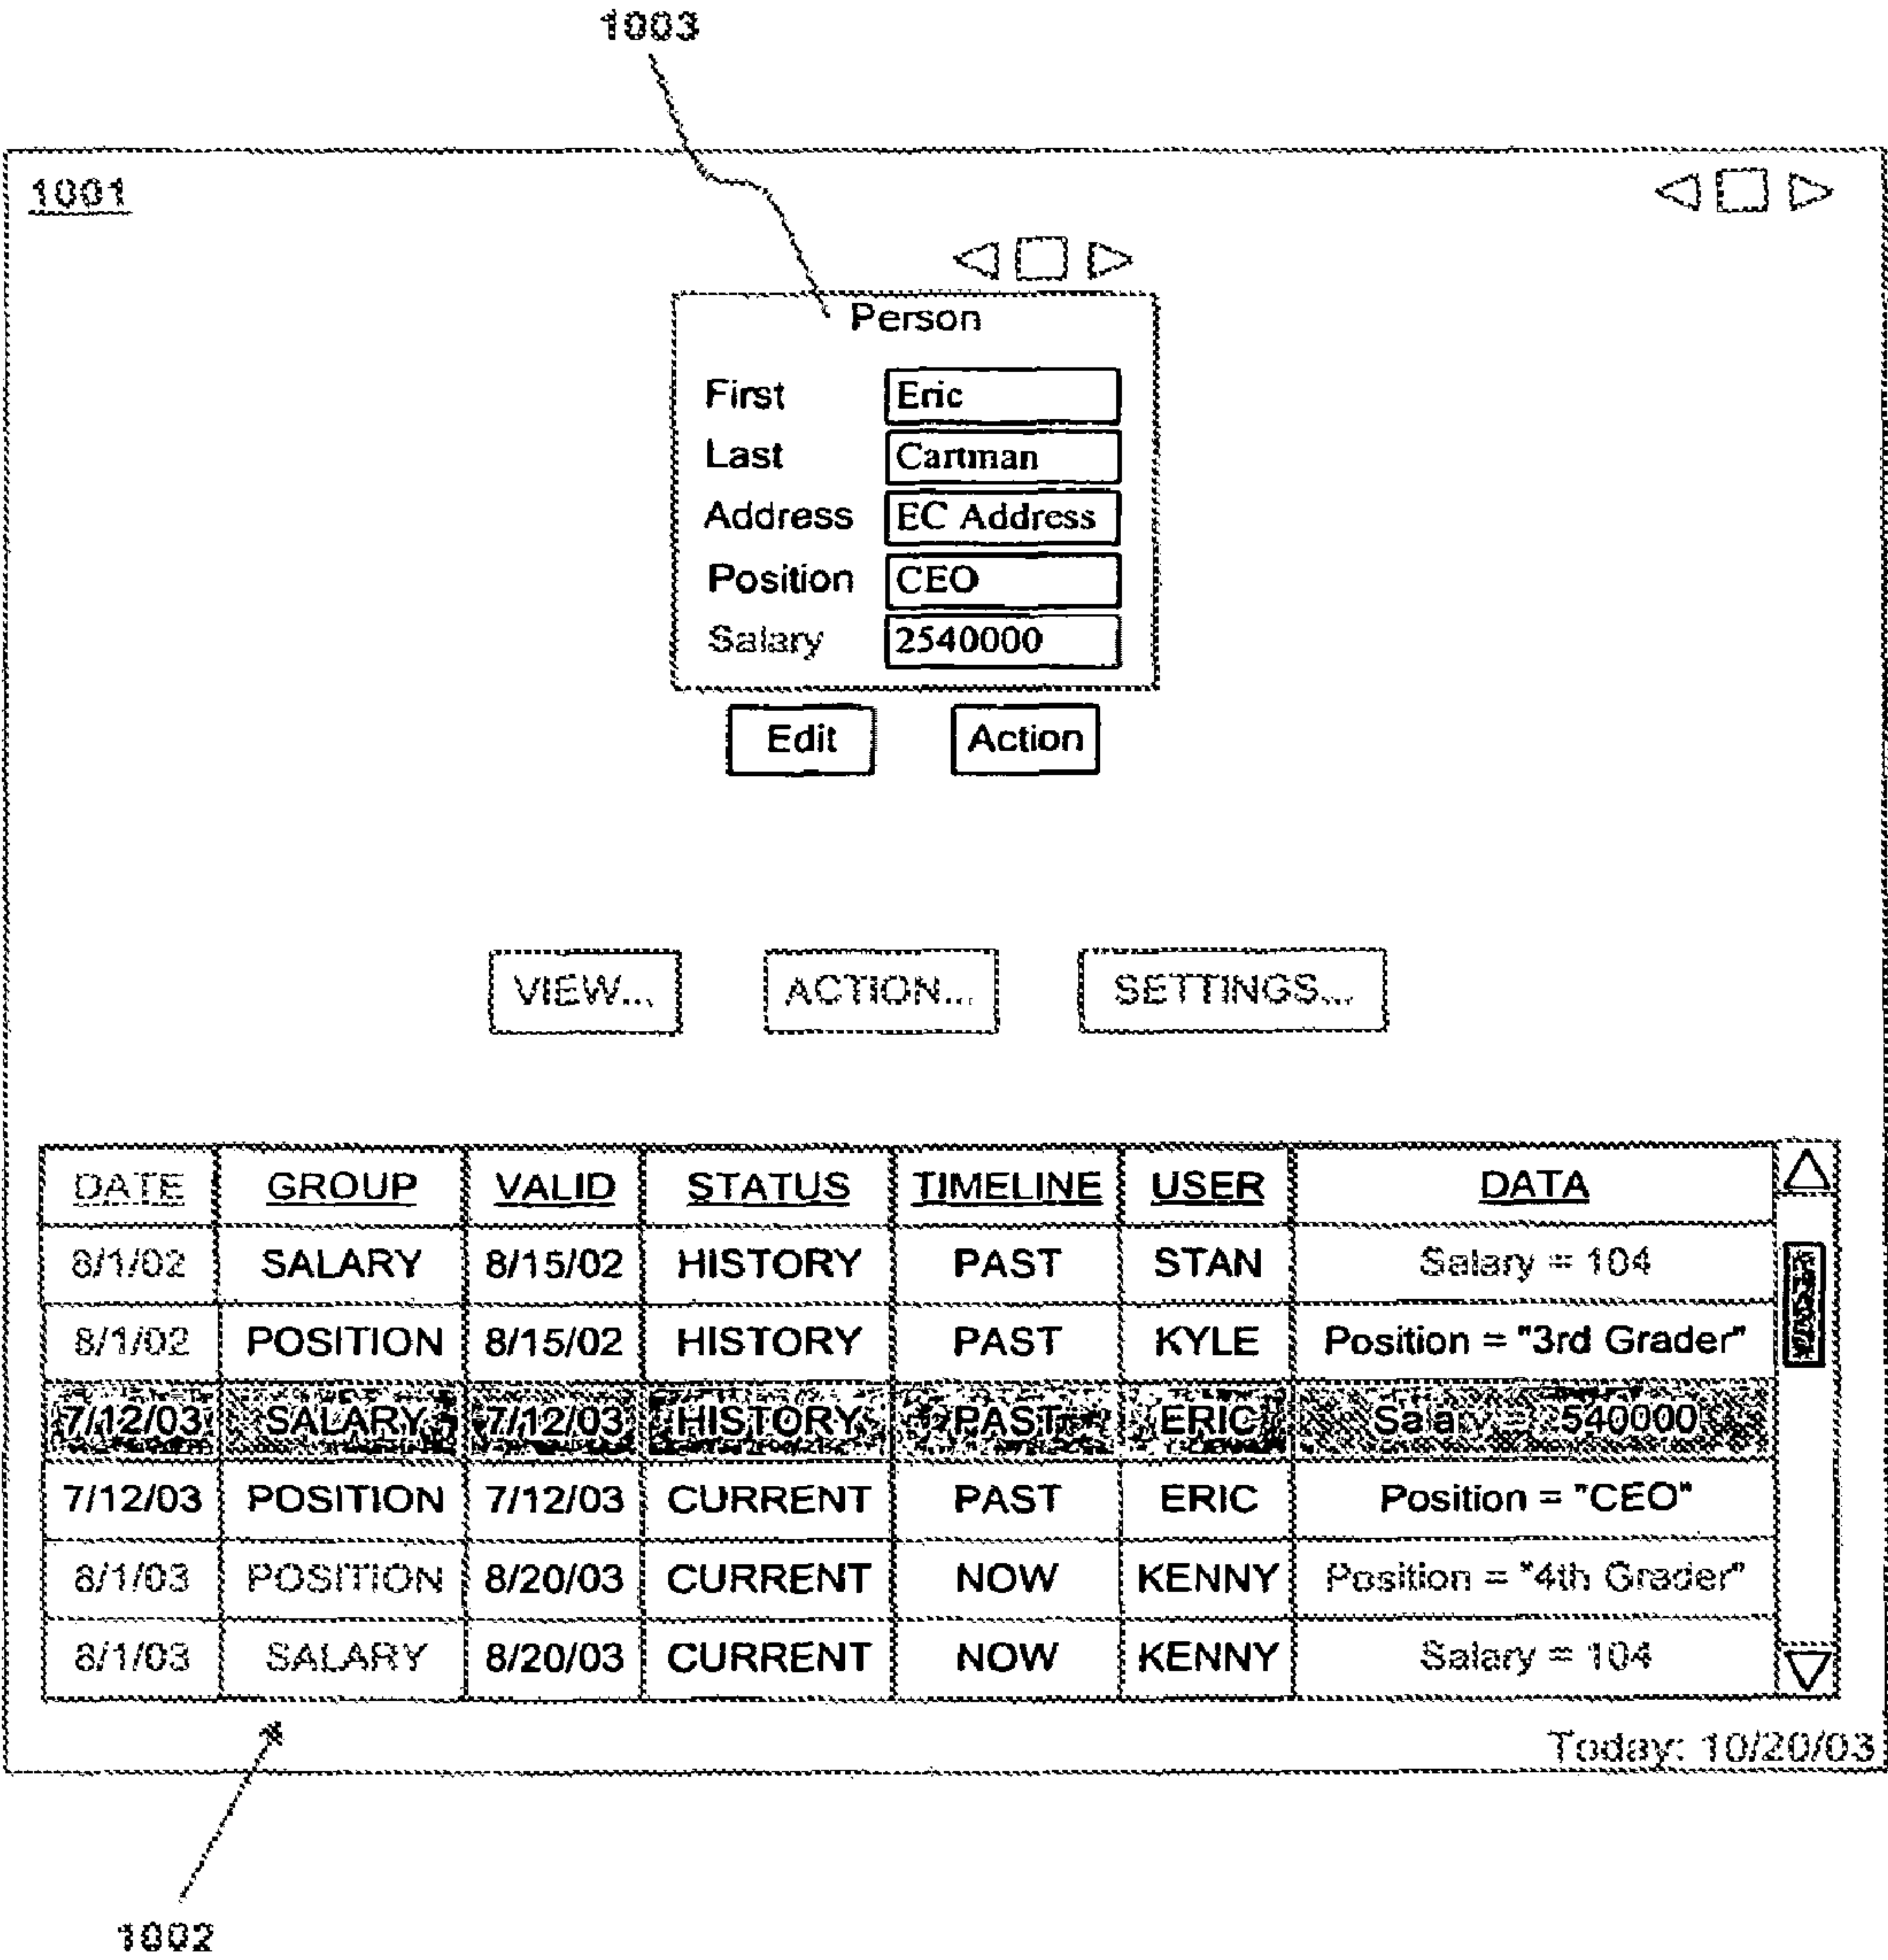 1003
1001
Person
First Eric
Last Cartman
Address EC Address
Position CEO
Salary 2540000
Edit Action
VIEW... ACTION... SETTINGS...
DATE GROUP VALID STATUS TIMELINE USER DATA
8/1/02 SALARY 8/15/02 HISTORY PAST STAN Salary = 104
8/1/02 POSITION 8/15/02 HISTORY PAST KYLE Position = "3rd Grader"
7/12/03 SALARY 7/12/03 HISTORY PAST ERIC Salary = 2540000
7/12/03 POSITION 7/12/03 CURRENT PAST ERIC Position = "CEO"
8/1/03 POSITION 8/20/03 CURRENT NOW KENNY Position = "4th Grader"
8/1/03 SALARY 8/20/03 CURRENT NOW KENNY Salary = 104
Today: 10/20/03
1002